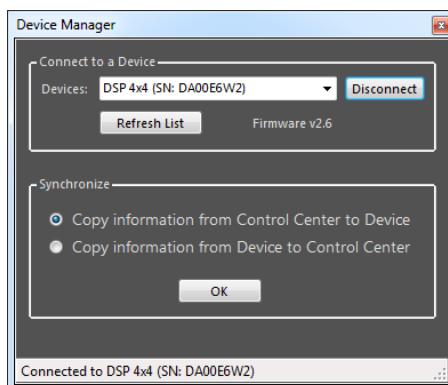 Device Manager
Connect to a Device
Devices: DSP 4x4 (SN: DA00E6W2) Disconnect
Refresh List Firmware v2.6
Synchronize
Copy information from Control Center to Device
Copy information from Device to Control Center
OK
Connected to DSP 4x4 (SN: DA00E6W2)